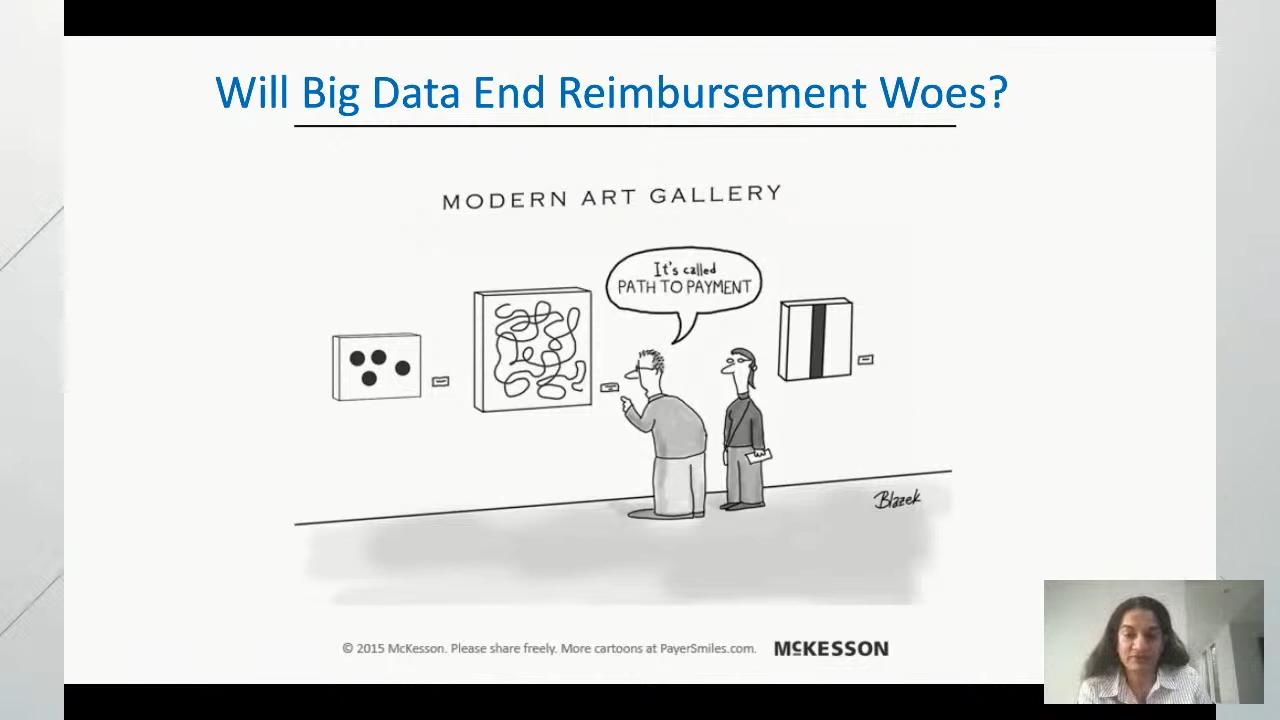 Will Big Data End Reimbursement Woes?
MODERN ART GALLERY
It's called
PATH TO PAYMENT
Blazek
© 2015 McKesson. Please share freely. More cartoons at PayerSmiles.com.
MCKESSON